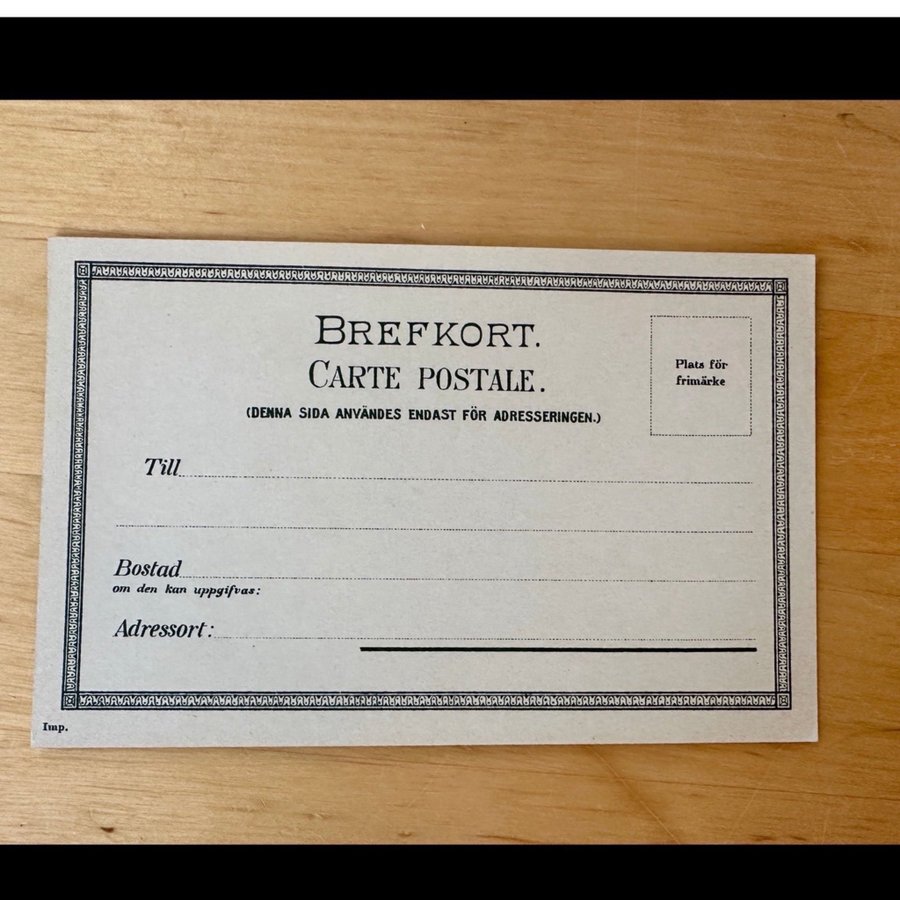 BREFKORT.
CARTE POSTALE.
(DENNA SIDA ANVÄNDES ENDAST FÖR ADRESSERINGEN.)
Plats för
frimärke
Till
Bostad
om den kan uppgifvas:
Adressort:
Imp.